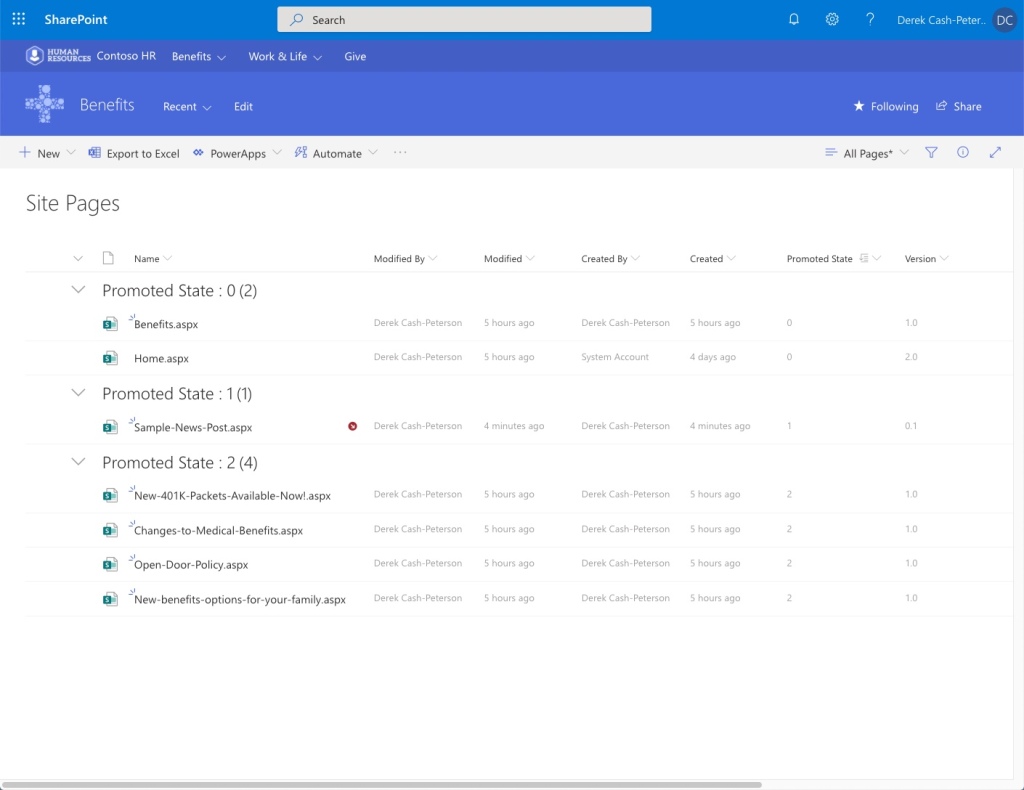 SharePoint Search Derek Cash-Peter.. DC
HUMAN RESOURCES Contoso HR Benefits Work & Life Give
Benefits Recent Edit Following Share
New Export to Excel PowerApps Automate ··· All Pages*
Site Pages
Name Modified By Modified Created By Created Promoted State Version
Promoted State : 0 (2)
Benefits.aspx Derek Cash-Peterson 5 hours ago Derek Cash-Peterson 5 hours ago 0 1.0
Home.aspx Derek Cash-Peterson 5 hours ago System Account 4 days ago 0 2.0
Promoted State : 1 (1)
Sample-News-Post.aspx Derek Cash-Peterson 4 minutes ago Derek Cash-Peterson 4 minutes ago 1 0.1
Promoted State : 2 (4)
New-401K-Packets-Available-Now!.aspx Derek Cash-Peterson 5 hours ago Derek Cash-Peterson 5 hours ago 2 1.0
Changes-to-Medical-Benefits.aspx Derek Cash-Peterson 5 hours ago Derek Cash-Peterson 5 hours ago 2 1.0
Open-Door-Policy.aspx Derek Cash-Peterson 5 hours ago Derek Cash-Peterson 5 hours ago 2 1.0
New-benefits-options-for-your-family.aspx Derek Cash-Peterson 5 hours ago Derek Cash-Peterson 5 hours ago 2 1.0